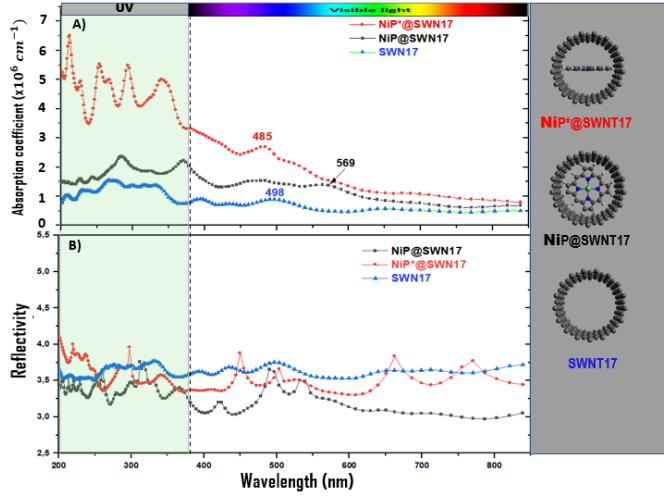 UV
Visible light
A)
NiP*@SWN17
NiP@SWN17
SWN17
Absorption coefficient (x10⁶ cm⁻¹)
7
6
5
4
3
2
1
0
485
569
498
B)
NiP@SWN17
NiP*@SWN17
SWN17
Reflectivity
5,5
5,0
4,5
4,0
3,5
3,0
2,5
200
300
400
500
600
700
800
Wavelength (nm)
NiP*@SWNT17
NiP@SWNT17
SWNT17